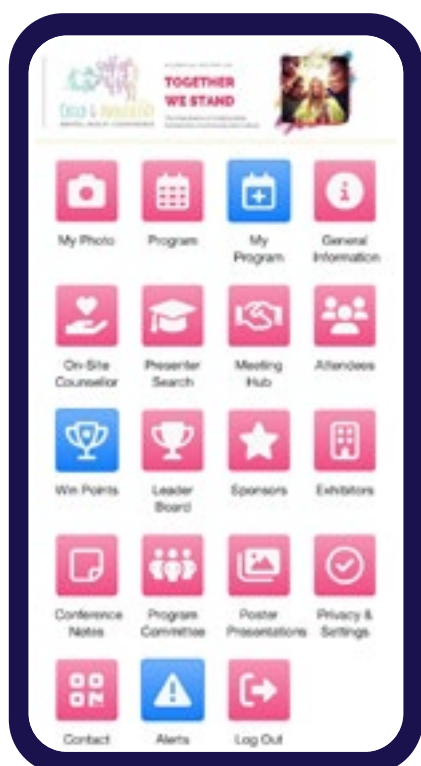 TOGETHER
WE STAND
My Photo
Program
My
Program
General
Information
On-Site
Counsellor
Presenter
Search
Meeting
Hub
Attendees
Win Points
Leader
Board
Sponsors
Exhibitors
Conference
Notes
Program
Committee
Poster
Presentations
Privacy &
Settings
Contact
Alerts
Log Out